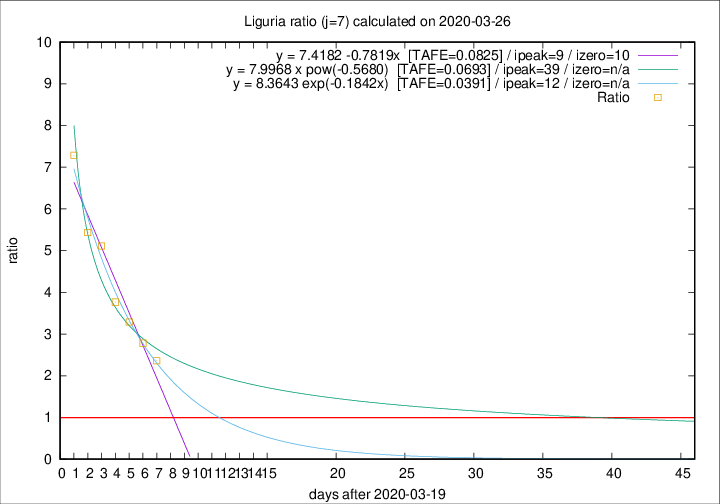 Liguria ratio (j=7) calculated on 2020-03-26
y = 7.4182 -0.7819x [TAFE=0.0825] / ipeak=9 / izero=10
y = 7.9968 x pow(-0.5680) [TAFE=0.0693] / ipeak=39 / izero=n/a
y = 8.3643 exp(-0.1842x) [TAFE=0.0391] / ipeak=12 / izero=n/a
Ratio
10
9
8
7
6
5
4
3
2
1
0
ratio
0 1 2 3 4 5 6 7 8 9 10 11 12 13 14 15 20 25 30 35 40 45
days after 2020-03-19